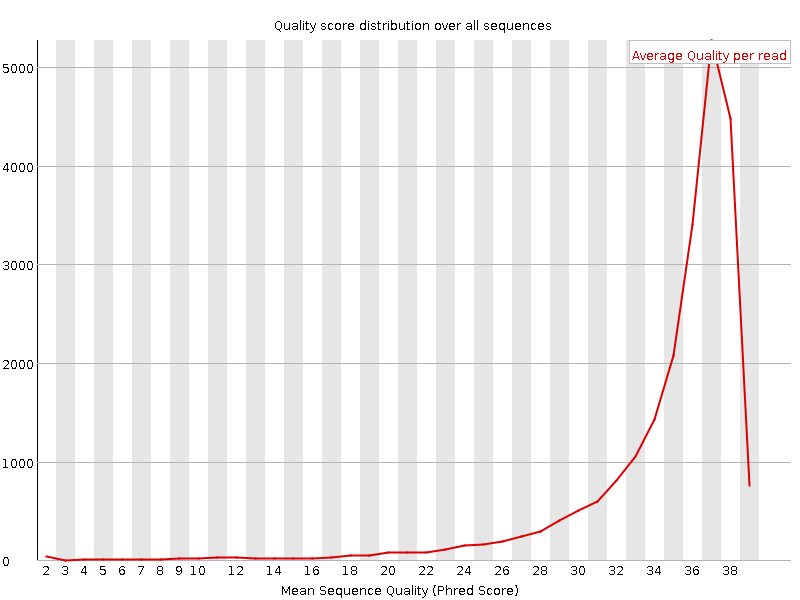 Quality score distribution over all sequences
Average Quality per read
5000
4000
3000
2000
1000
0
2 3 4 5 6 7 8 9 10 12 14 16 18 20 22 24 26 28 30 32 34 36 38
Mean Sequence Quality (Phred Score)